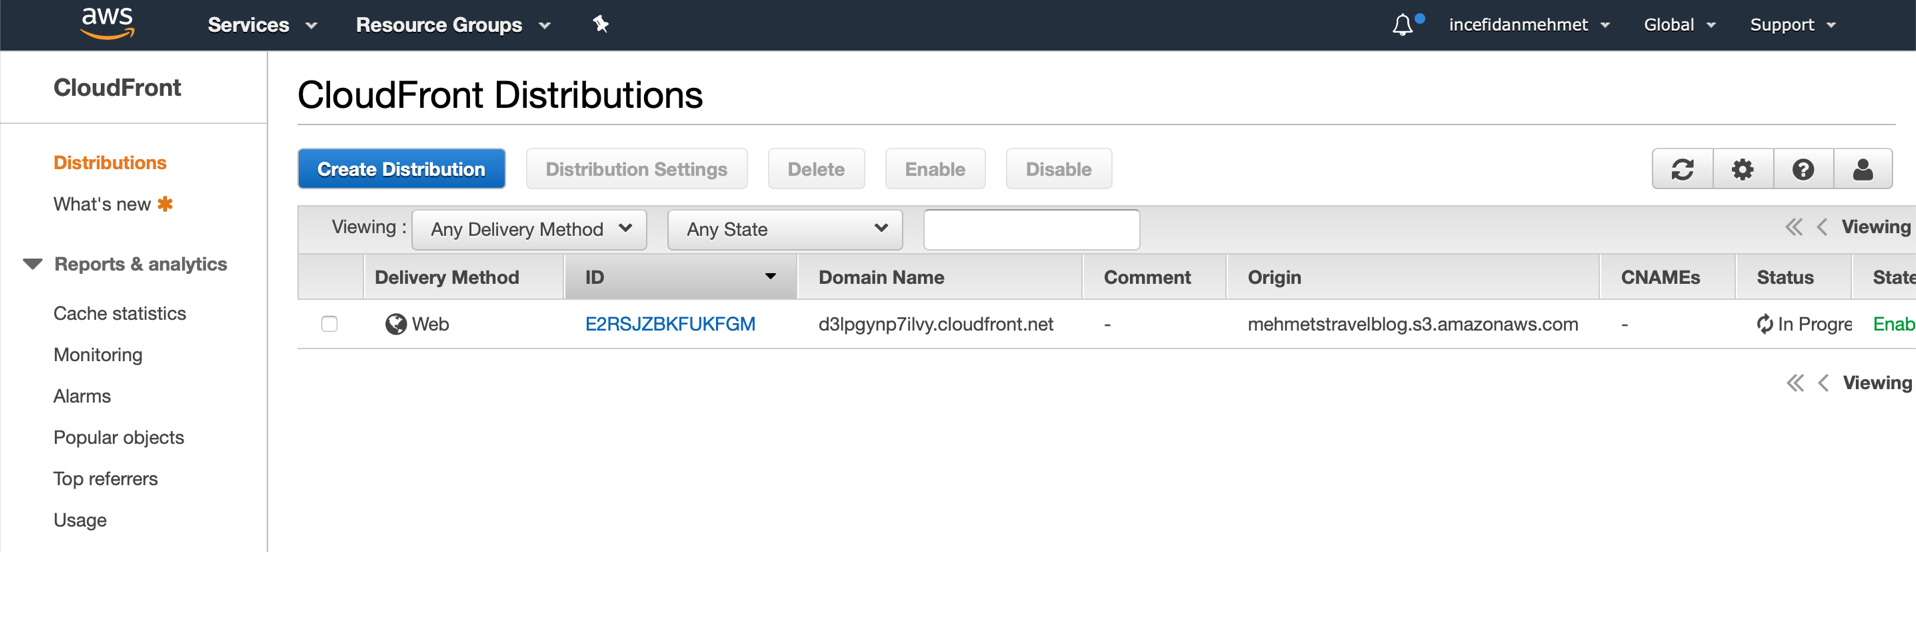 aws Services Resource Groups incefidanmehmet Global Support
CloudFront
Distributions
What's new
Reports & analytics
Cache statistics
Monitoring
Alarms
Popular objects
Top referrers
Usage
CloudFront Distributions
Create Distribution Distribution Settings Delete Enable Disable
Viewing : Any Delivery Method Any State Viewing
Delivery Method ID Domain Name Comment Origin CNAMEs Status State
Web E2RSJZBKFUKFGM d3lpgynp7ilvy.cloudfront.net - mehmetstravelblog.s3.amazonaws.com - In Progre Enab
Viewing